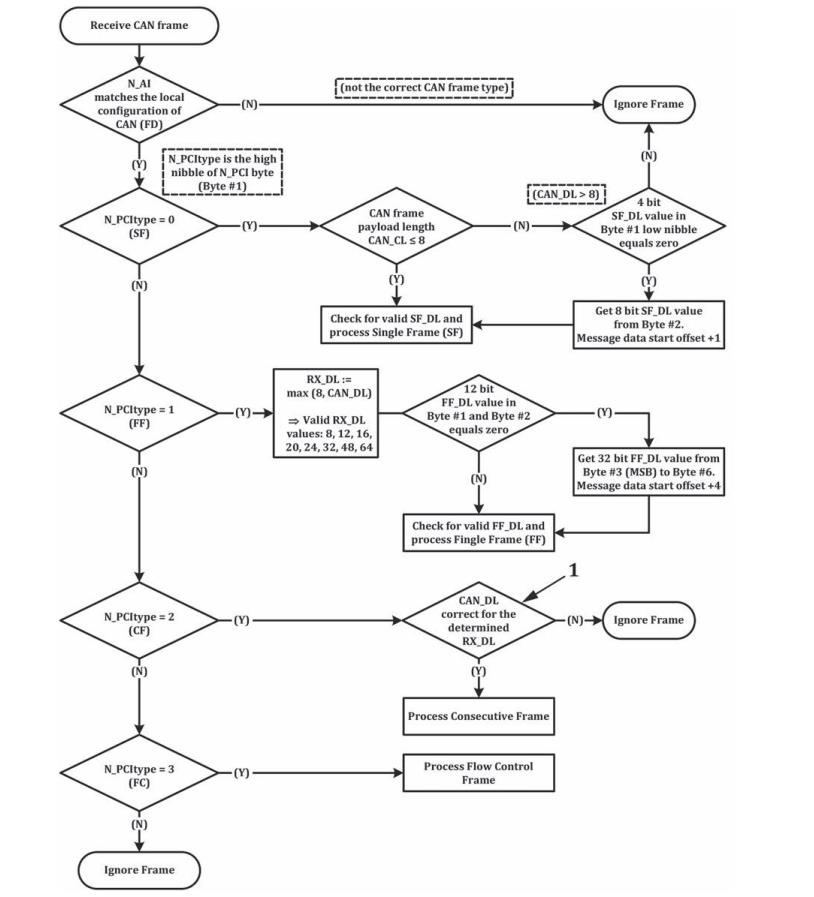 Receive CAN frame
N_AI
matches the local
configuration of
CAN (FD)
(N)
(not the correct CAN frame type)
Ignore Frame
(Y)
N_PCItype is the high
nibble of N_PCI byte
(Byte #1)
(N)
N_PCItype = 0
(SF)
(Y)
CAN frame
payload length
CAN_CL ≤ 8
(N)
(CAN_DL > 8)
4 bit
SF_DL value in
Byte #1 low nibble
equals zero
(N)
(Y)
(Y)
Check for valid SF_DL and
process Single Frame (SF)
Get 8 bit SF_DL value
from Byte #2.
Message data start offset +1
N_PCItype = 1
(FF)
(Y)
RX_DL :=
max (8, CAN_DL)
⇒ Valid RX_DL
values: 8, 12, 16,
20, 24, 32, 48, 64
12 bit
FF_DL value in
Byte #1 and Byte #2
equals zero
(Y)
(N)
(N)
Get 32 bit FF_DL value from
Byte #3 (MSB) to Byte #6.
Message data start offset +4
Check for valid FF_DL and
process Fingle Frame (FF)
1
N_PCItype = 2
(CF)
(Y)
CAN_DL
correct for the
determined
RX_DL
(N)
Ignore Frame
(N)
(Y)
Process Consecutive Frame
N_PCItype = 3
(FC)
(Y)
Process Flow Control
Frame
(N)
Ignore Frame